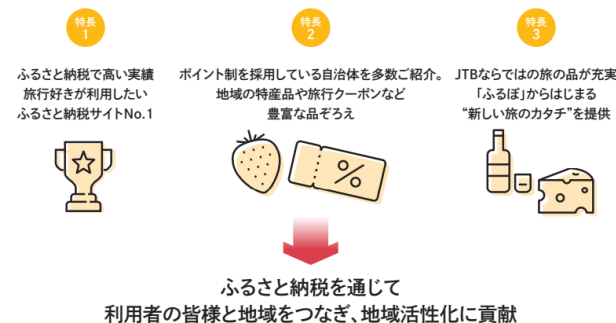 特長
1
ふるさと納税で高い実績
旅行好きが利用したい
ふるさと納税サイトNo.1
特長
2
ポイント制を採用している自治体を多数ご紹介。
地域の特産品や旅行クーポンなど
豊富な品ぞろえ
特長
3
JTBならではの旅の品が充実
「ふるぽ」からはじまる
“新しい旅のカタチ”を提供
ふるさと納税を通じて
利用者の皆様と地域をつなぎ、地域活性化に貢献